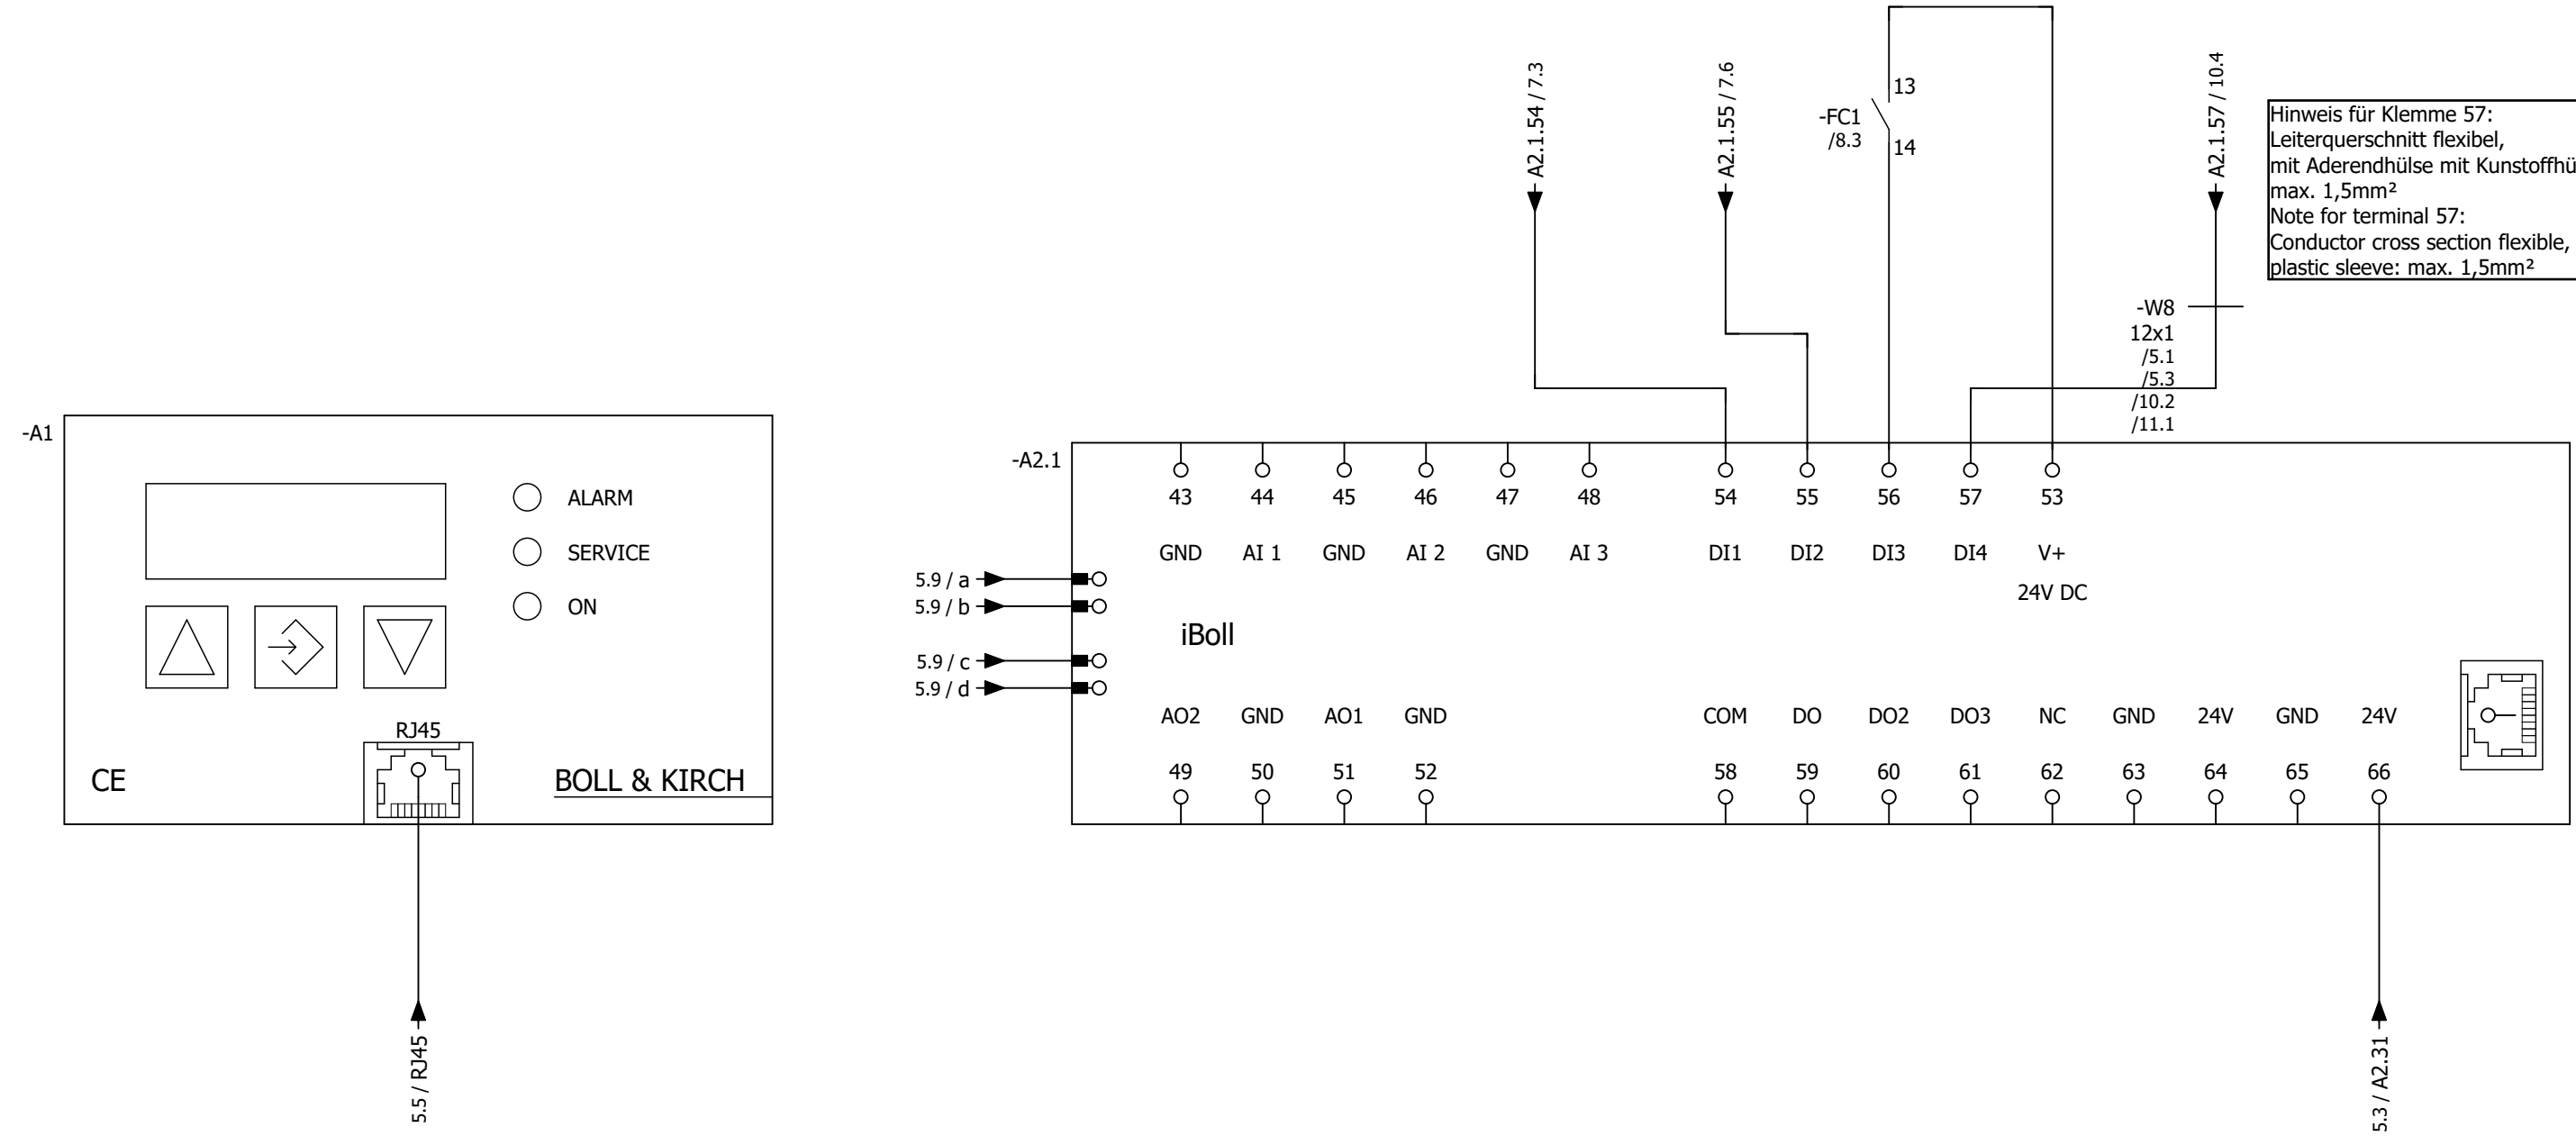 A2.1.54 / 7.3
A2.1.55 / 7.6
-FC1
/8.3
13
14
A2.1.57 / 10.4
Hinweis für Klemme 57:
Leiterquerschnitt flexibel,
mit Aderendhülse mit
max. 1,5mm²
Note for terminal 57:
Conductor cross section flexible,
plastic sleeve: max. 1,5mm²
-W8
12x1
/5.1
/5.3
/10.2
/11.1
-A1
ALARM
SERVICE
ON
RJ45
CE
BOLL & KIRCH
5.5 / RJ45
-A2.1
43 44 45 46 47 48 54 55 56 57 53
GND AI 1 GND AI 2 GND AI 3 DI1 DI2 DI3 DI4 V+
24V DC
5.9 / a
5.9 / b
5.9 / c
5.9 / d
iBoll
AO2 GND AO1 GND COM DO DO2 DO3 NC GND 24V GND 24V
49 50 51 52 58 59 60 61 62 63 64 65 66
5.3 / A2.31